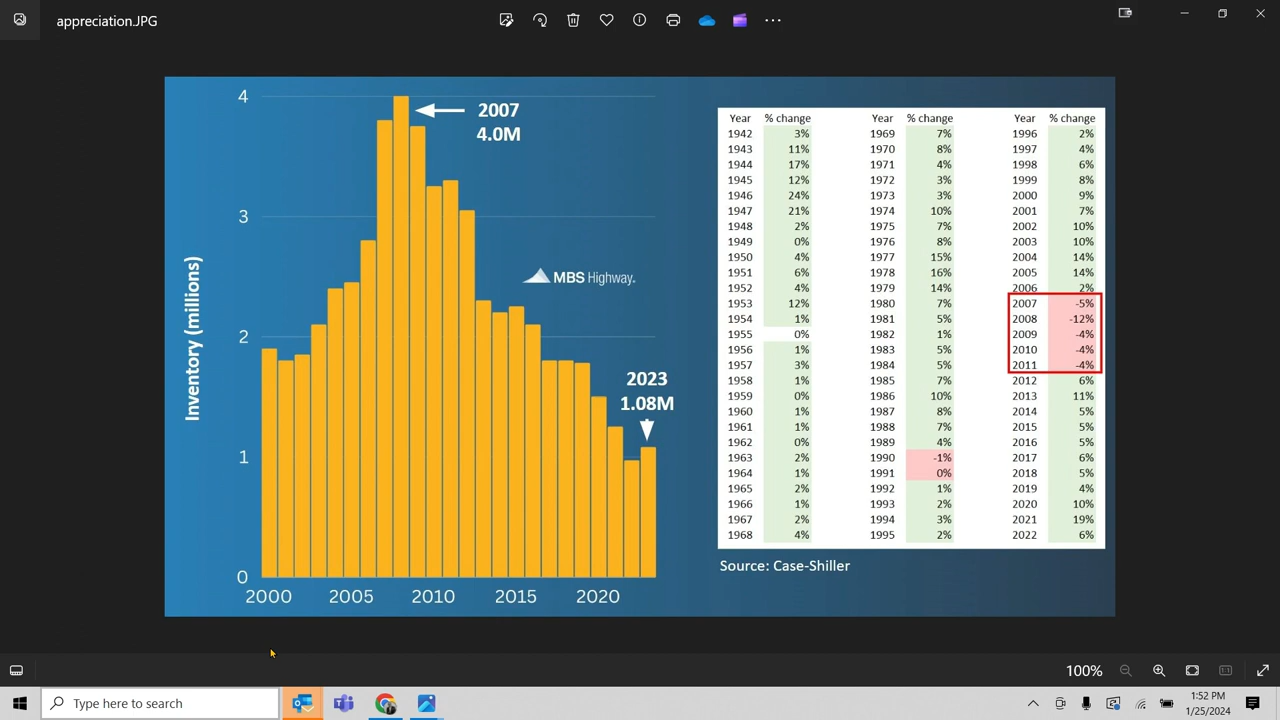 appreciation.JPG
4
2007
4.0M
3
MBS Highway.
Inventory (millions)
2
2023
1.08M
1
0
2000 2005 2010 2015 2020
Year % change Year % change Year % change
1942 3% 1969 7% 1996 2%
1943 11% 1970 8% 1997 4%
1944 17% 1971 4% 1998 6%
1945 12% 1972 3% 1999 8%
1946 24% 1973 3% 2000 9%
1947 21% 1974 10% 2001 7%
1948 2% 1975 7% 2002 10%
1949 0% 1976 8% 2003 10%
1950 4% 1977 15% 2004 14%
1951 6% 1978 16% 2005 14%
1952 4% 1979 14% 2006 2%
1953 12% 1980 7% 2007 -5%
1954 1% 1981 5% 2008 -12%
1955 0% 1982 1% 2009 -4%
1956 1% 1983 5% 2010 -4%
1957 3% 1984 5% 2011 -4%
1958 1% 1985 7% 2012 6%
1959 0% 1986 10% 2013 11%
1960 1% 1987 8% 2014 5%
1961 1% 1988 7% 2015 5%
1962 0% 1989 4% 2016 5%
1963 2% 1990 -1% 2017 6%
1964 1% 1991 0% 2018 5%
1965 2% 1992 1% 2019 4%
1966 1% 1993 2% 2020 10%
1967 2% 1994 3% 2021 19%
1968 4% 1995 2% 2022 6%
Source: Case-Shiller
100%
Type here to search
1:52 PM
1/25/2024